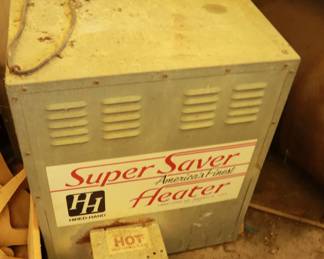 Super Saver
America's Finest
Heater
HH
HIRED-HAND
HOT